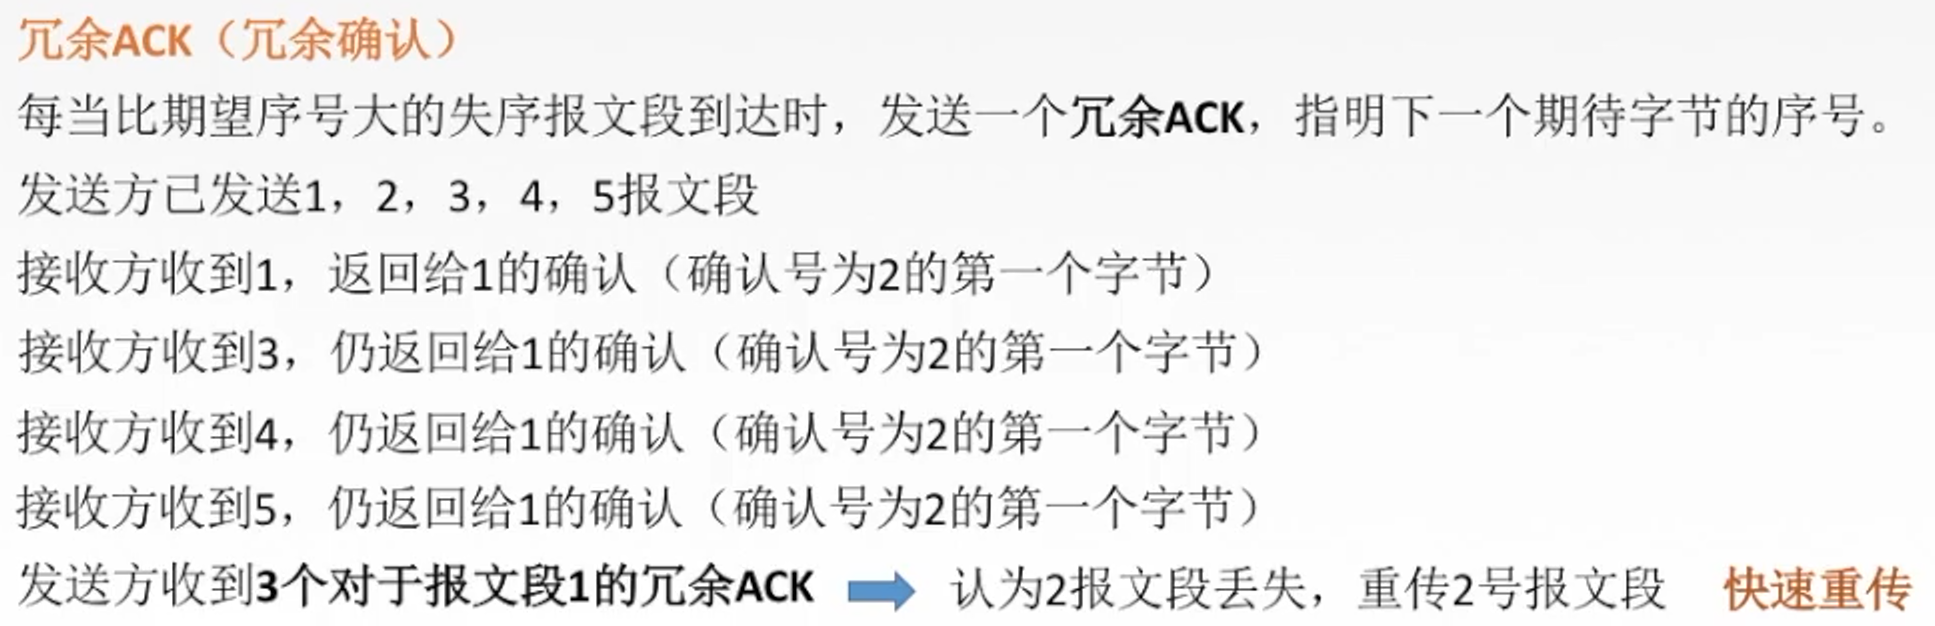 冗余ACK（冗余确认）
每当比期望序号大的失序报文段到达时，发送一个冗余ACK，指明下一个期待字节的序号。
发送方已发送1，2，3，4，5报文段
接收方收到1，返回给1的确认（确认号为2的第一个字节）
接收方收到3，仍返回给1的确认（确认号为2的第一个字节）
接收方收到4，仍返回给1的确认（确认号为2的第一个字节）
接收方收到5，仍返回给1的确认（确认号为2的第一个字节）
发送方收到3个对于报文段1的冗余ACK 认为2报文段丢失，重传2号报文段 快速重传